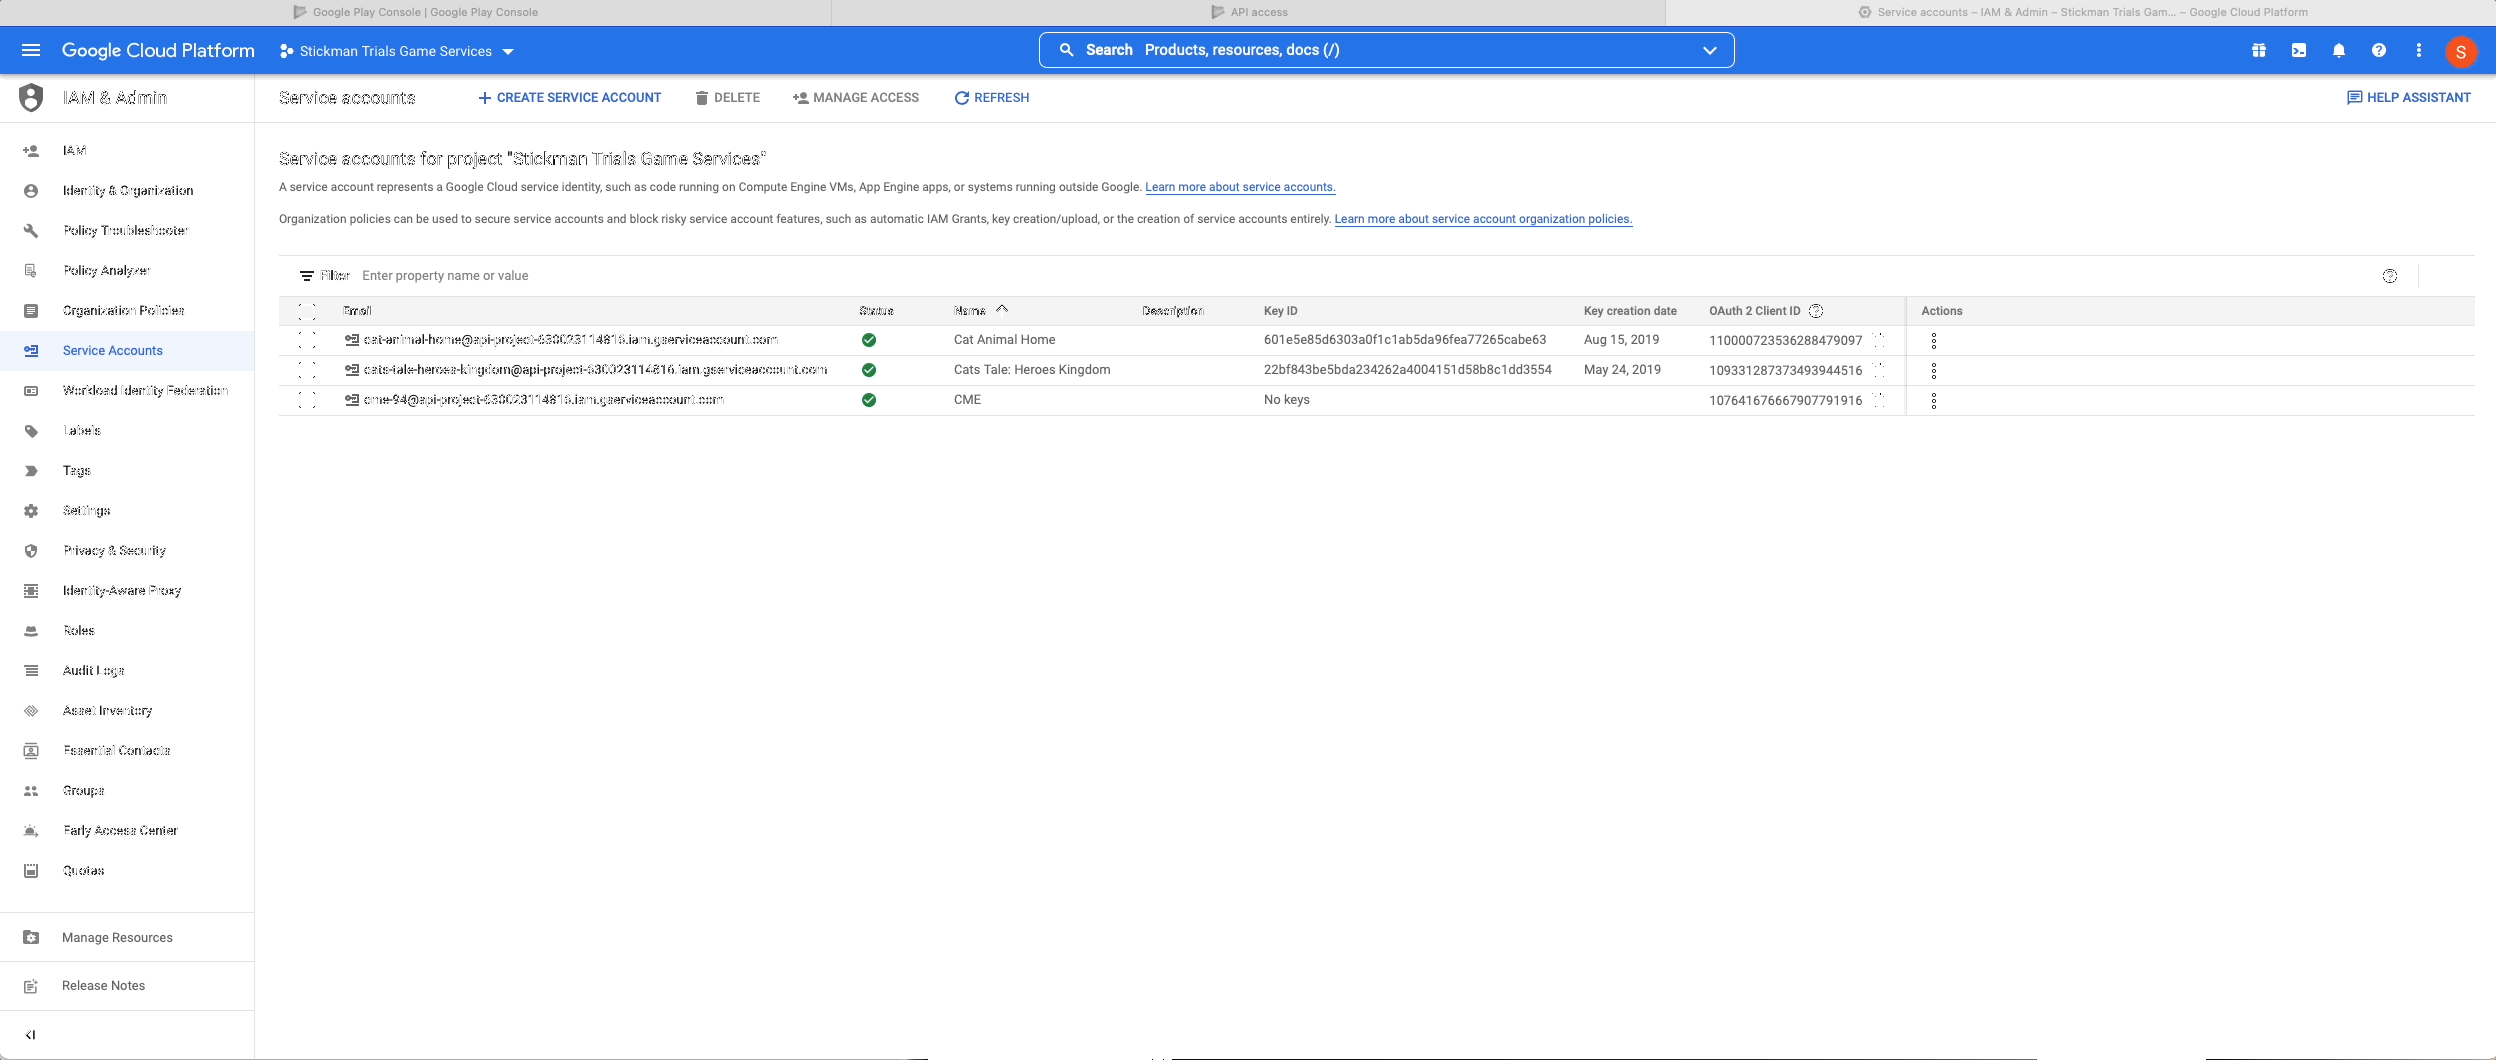 Google Play Console | Google Play Console
API access
Service accounts – IAM & Admin – Stickman Trials Gam... – Google Cloud Platform
Google Cloud Platform
Stickman Trials Game Services
Search Products, resources, docs (/)
S
IAM & Admin
Service accounts
CREATE SERVICE ACCOUNT
DELETE
MANAGE ACCESS
REFRESH
HELP ASSISTANT
IAM
Identity & Organization
Policy Troubleshooter
Policy Analyzer
Organization Policies
Service Accounts
Workload Identity Federation
Labels
Tags
Settings
Privacy & Security
Identity-Aware Proxy
Roles
Audit Logs
Asset Inventory
Essential Contacts
Groups
Early Access Center
Quotas
Manage Resources
Release Notes
Service accounts for project "Stickman Trials Game Services"
A service account represents a Google Cloud service identity, such as code running on Compute Engine VMs, App Engine apps, or systems running outside Google. Learn more about service accounts.
Organization policies can be used to secure service accounts and block risky service account features, such as automatic IAM Grants, key creation/upload, or the creation of service accounts entirely. Learn more about service account organization policies.
Filter Enter property name or value
Email Status Name Description Key ID Key creation date OAuth 2 Client ID Actions
cat-animal-home@api-project-630023114816.iam.gserviceaccount.com Cat Animal Home 601e5e85d6303a0f1c1ab5da96fea77265cabe63 Aug 15, 2019 110000723536288479097
cats-tale-heroes-kingdom@api-project-630023114816.iam.gserviceaccount.com Cats Tale: Heroes Kingdom 22bf843be5bda234262a4004151d58b8c1dd3554 May 24, 2019 109331287373493944516
cme-94@api-project-630023114816.iam.gserviceaccount.com CME No keys 107641676667907791916